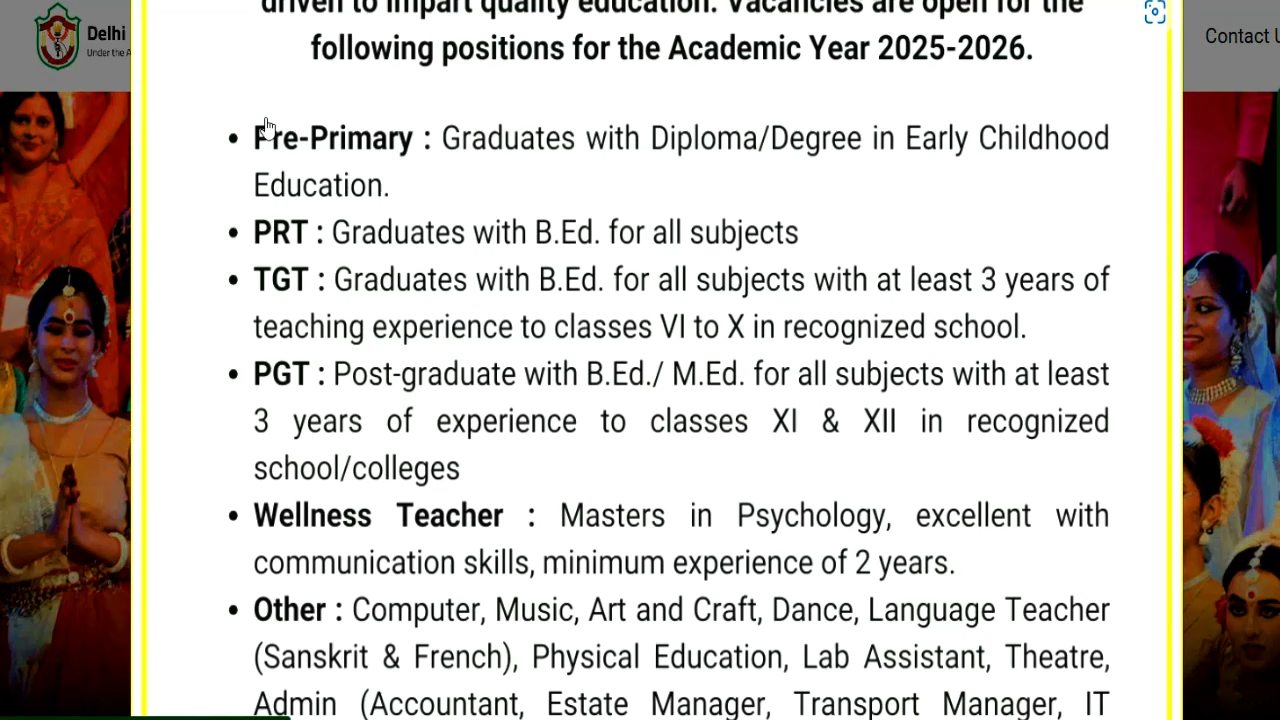 driven to impart quality education. Vacancies are open for the
Delhi
Under the A
Contact U
following positions for the Academic Year 2025-2026.
• Pre-Primary : Graduates with Diploma/Degree in Early Childhood
Education.
• PRT : Graduates with B.Ed. for all subjects
• TGT : Graduates with B.Ed. for all subjects with at least 3 years of
teaching experience to classes VI to X in recognized school.
• PGT : Post-graduate with B.Ed./ M.Ed. for all subjects with at least
3 years of experience to classes XI & XII in recognized
school/colleges
• Wellness Teacher : Masters in Psychology, excellent with
communication skills, minimum experience of 2 years.
• Other : Computer, Music, Art and Craft, Dance, Language Teacher
(Sanskrit & French), Physical Education, Lab Assistant, Theatre,
Admin (Accountant, Estate Manager, Transport Manager, IT